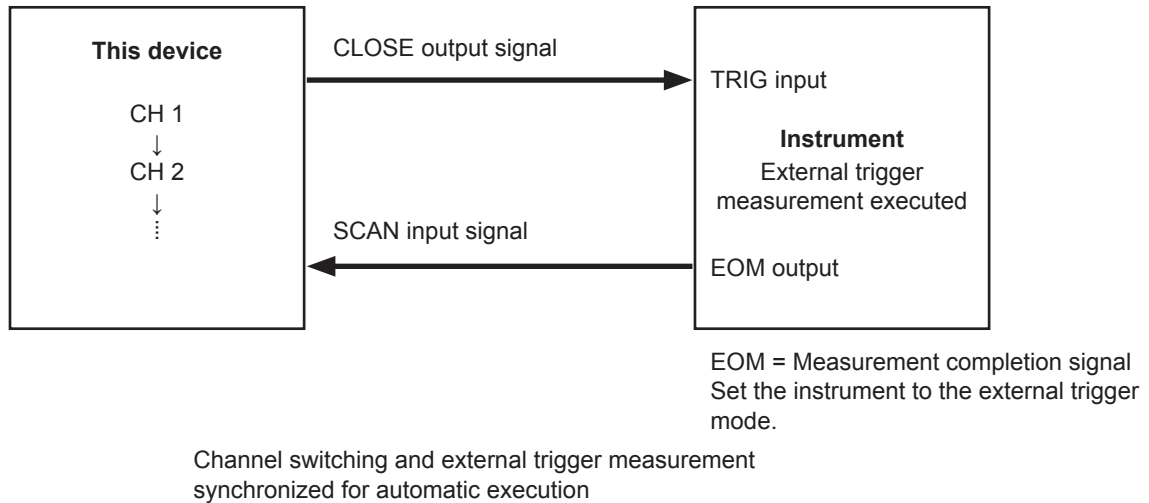 This device
CH 1
↓
CH 2
↓
CLOSE output signal
SCAN input signal
TRIG input
Instrument
External trigger
measurement executed
EOM output
EOM = Measurement completion signal
Set the instrument to the external trigger
mode.
Channel switching and external trigger measurement
synchronized for automatic execution